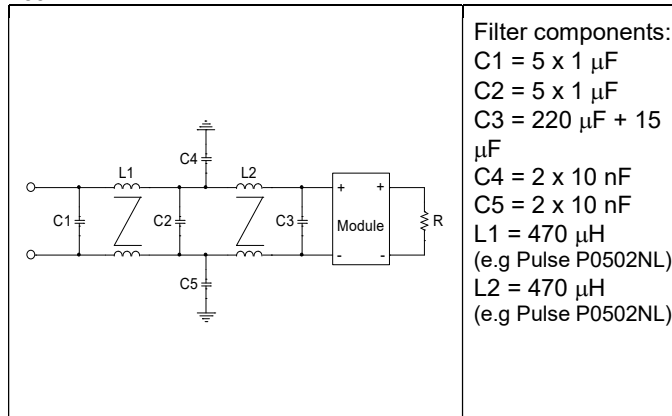 L1
L2
C4
C1
C2
C3
C5
+
+
-
-
Module
R
Filter components:
C1 = 5 x 1 μF
C2 = 5 x 1 μF
C3 = 220 μF + 15
μF
C4 = 2 x 10 nF
C5 = 2 x 10 nF
L1 = 470 μH
(e.g Pulse P0502NL)
L2 = 470 μH
(e.g Pulse P0502NL)